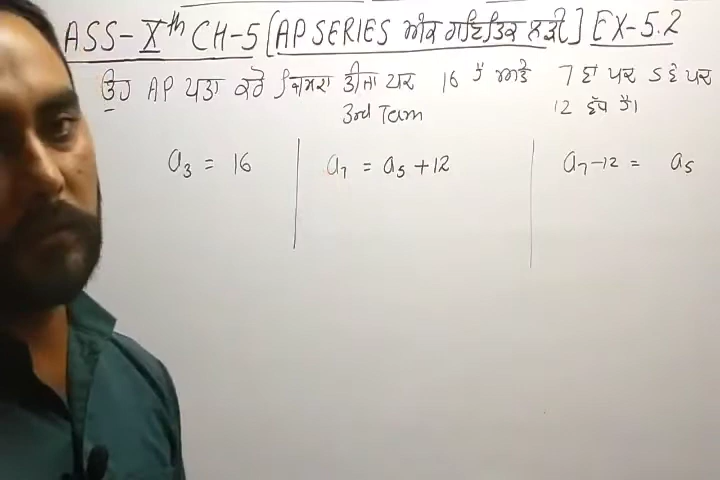 ASS- Xth CH-5 [AP SERIES ਅੰਕ ਗਣਿਤਿਕ ਲੜੀ] EX-5.2
ਉਹ AP ਪਤਾ ਕਰੋ ਜਿਸਦਾ ਤੀਜਾ ਪਦ 16 ਹੈ ਅਤੇ 7 ਵਾਂ ਪਦ 5 ਵੇਂ ਪਦ
3rd Term 12 ਵੱਧ ਹੈ।
a₃ = 16 a₇ = a₅ + 12 a₇ - 12 = a₅